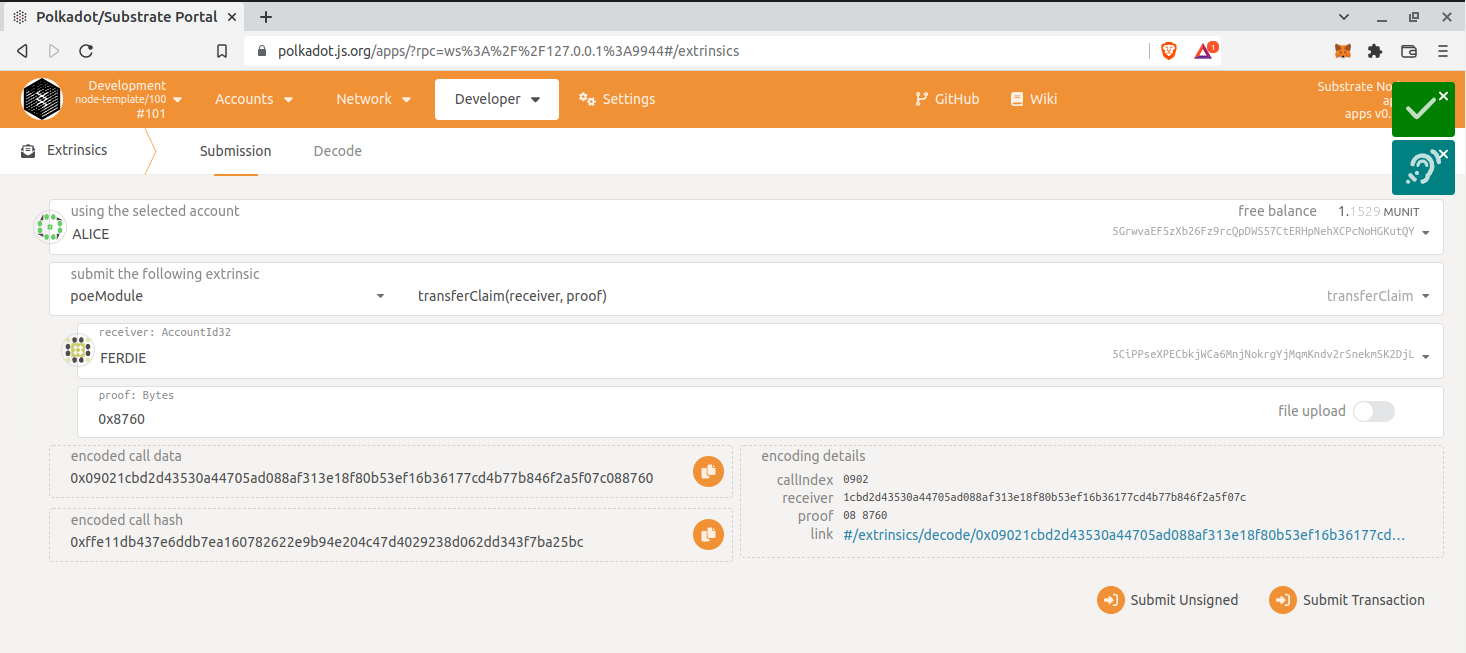 Polkadot/Substrate Portal
polkadot.js.org/apps/?rpc=ws%3A%2F%2F127.0.0.1%3A9944#/extrinsics
1
Development
node-template/100
#101
Accounts
Network
Developer
Settings
GitHub
Wiki
Substrate No
ap
apps v0.
Extrinsics
Submission
Decode
using the selected account
ALICE
free balance 1.1529 MUNIT
5GrwvaEF5zXb26Fz9rcQpDWS57CtERHpNehXCPcNoHGKutQY
submit the following extrinsic
poeModule
transferClaim(receiver, proof)
transferClaim
receiver: AccountId32
FERDIE
5CiPPseXPECbkjWCa6MnjNokrgYjMqmKndv2rSnekmSK2DjL
proof: Bytes
0x8760
file upload
encoded call data
0x09021cbd2d43530a44705ad088af313e18f80b53ef16b36177cd4b77b846f2a5f07c088760
encoded call hash
0xffe11db437e6ddb7ea160782622e9b94e204c47d4029238d062dd343f7ba25bc
encoding details
callIndex 0902
receiver 1cbd2d43530a44705ad088af313e18f80b53ef16b36177cd4b77b846f2a5f07c
proof 08 8760
link #/extrinsics/decode/0x09021cbd2d43530a44705ad088af313e18f80b53ef16b36177cd…
Submit Unsigned
Submit Transaction